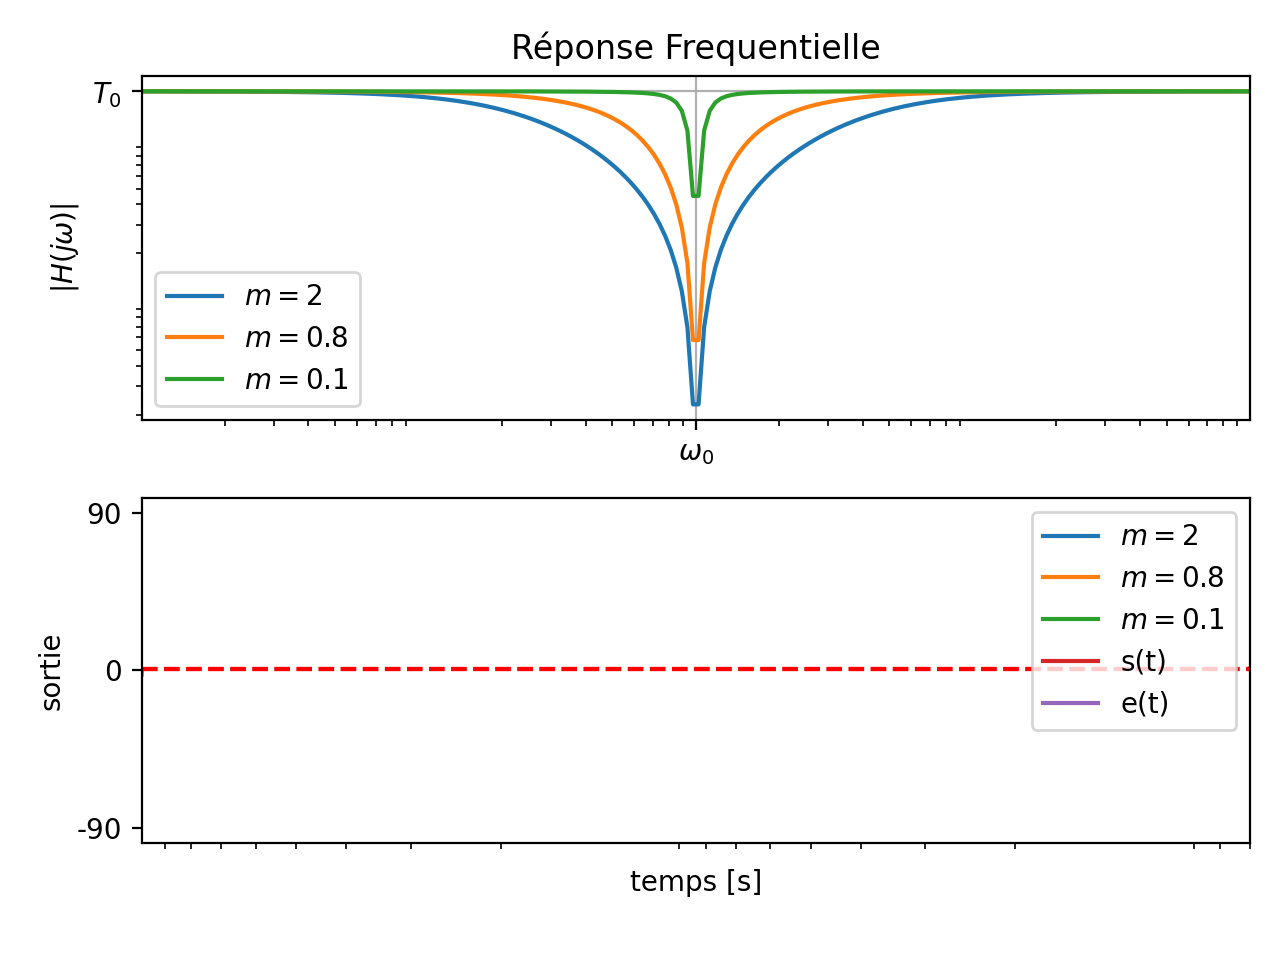 Réponse Frequentielle
T₀
|H(jω)|
m = 2
m = 0.8
m = 0.1
ω₀
90
0
-90
sortie
m = 2
m = 0.8
m = 0.1
s(t)
e(t)
temps [s]